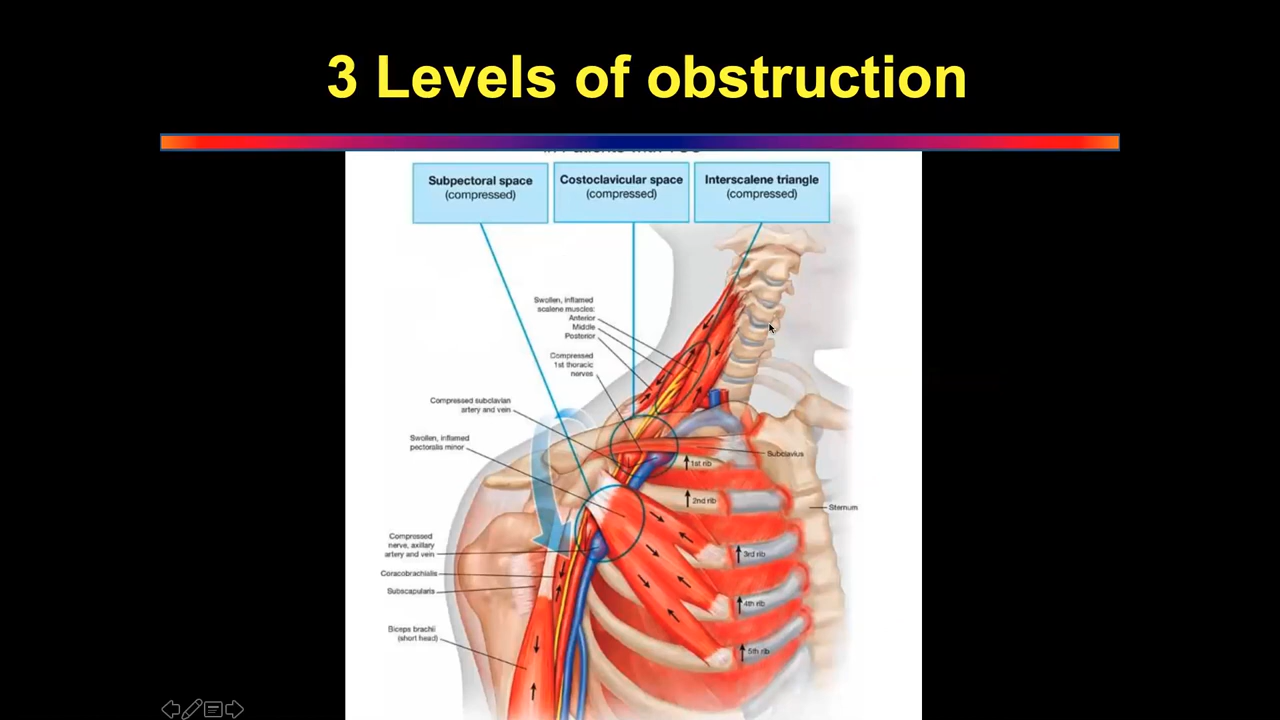 3 Levels of obstruction
Subpectoral space
(compressed)
Costoclavicular space
(compressed)
Interscalene triangle
(compressed)
Swollen, inflamed
scalene muscles:
Anterior
Middle
Posterior
Compressed
1st thoracic
nerves
Compressed subclavian
artery and vein
Swollen, inflamed
pectoralis minor
Subclavius
1st rib
2nd rib
Sternum
Compressed
nerve, axillary
artery and vein
3rd rib
Coracobrachialis
Subscapularis
4th rib
Biceps brachii
(short head)
5th rib